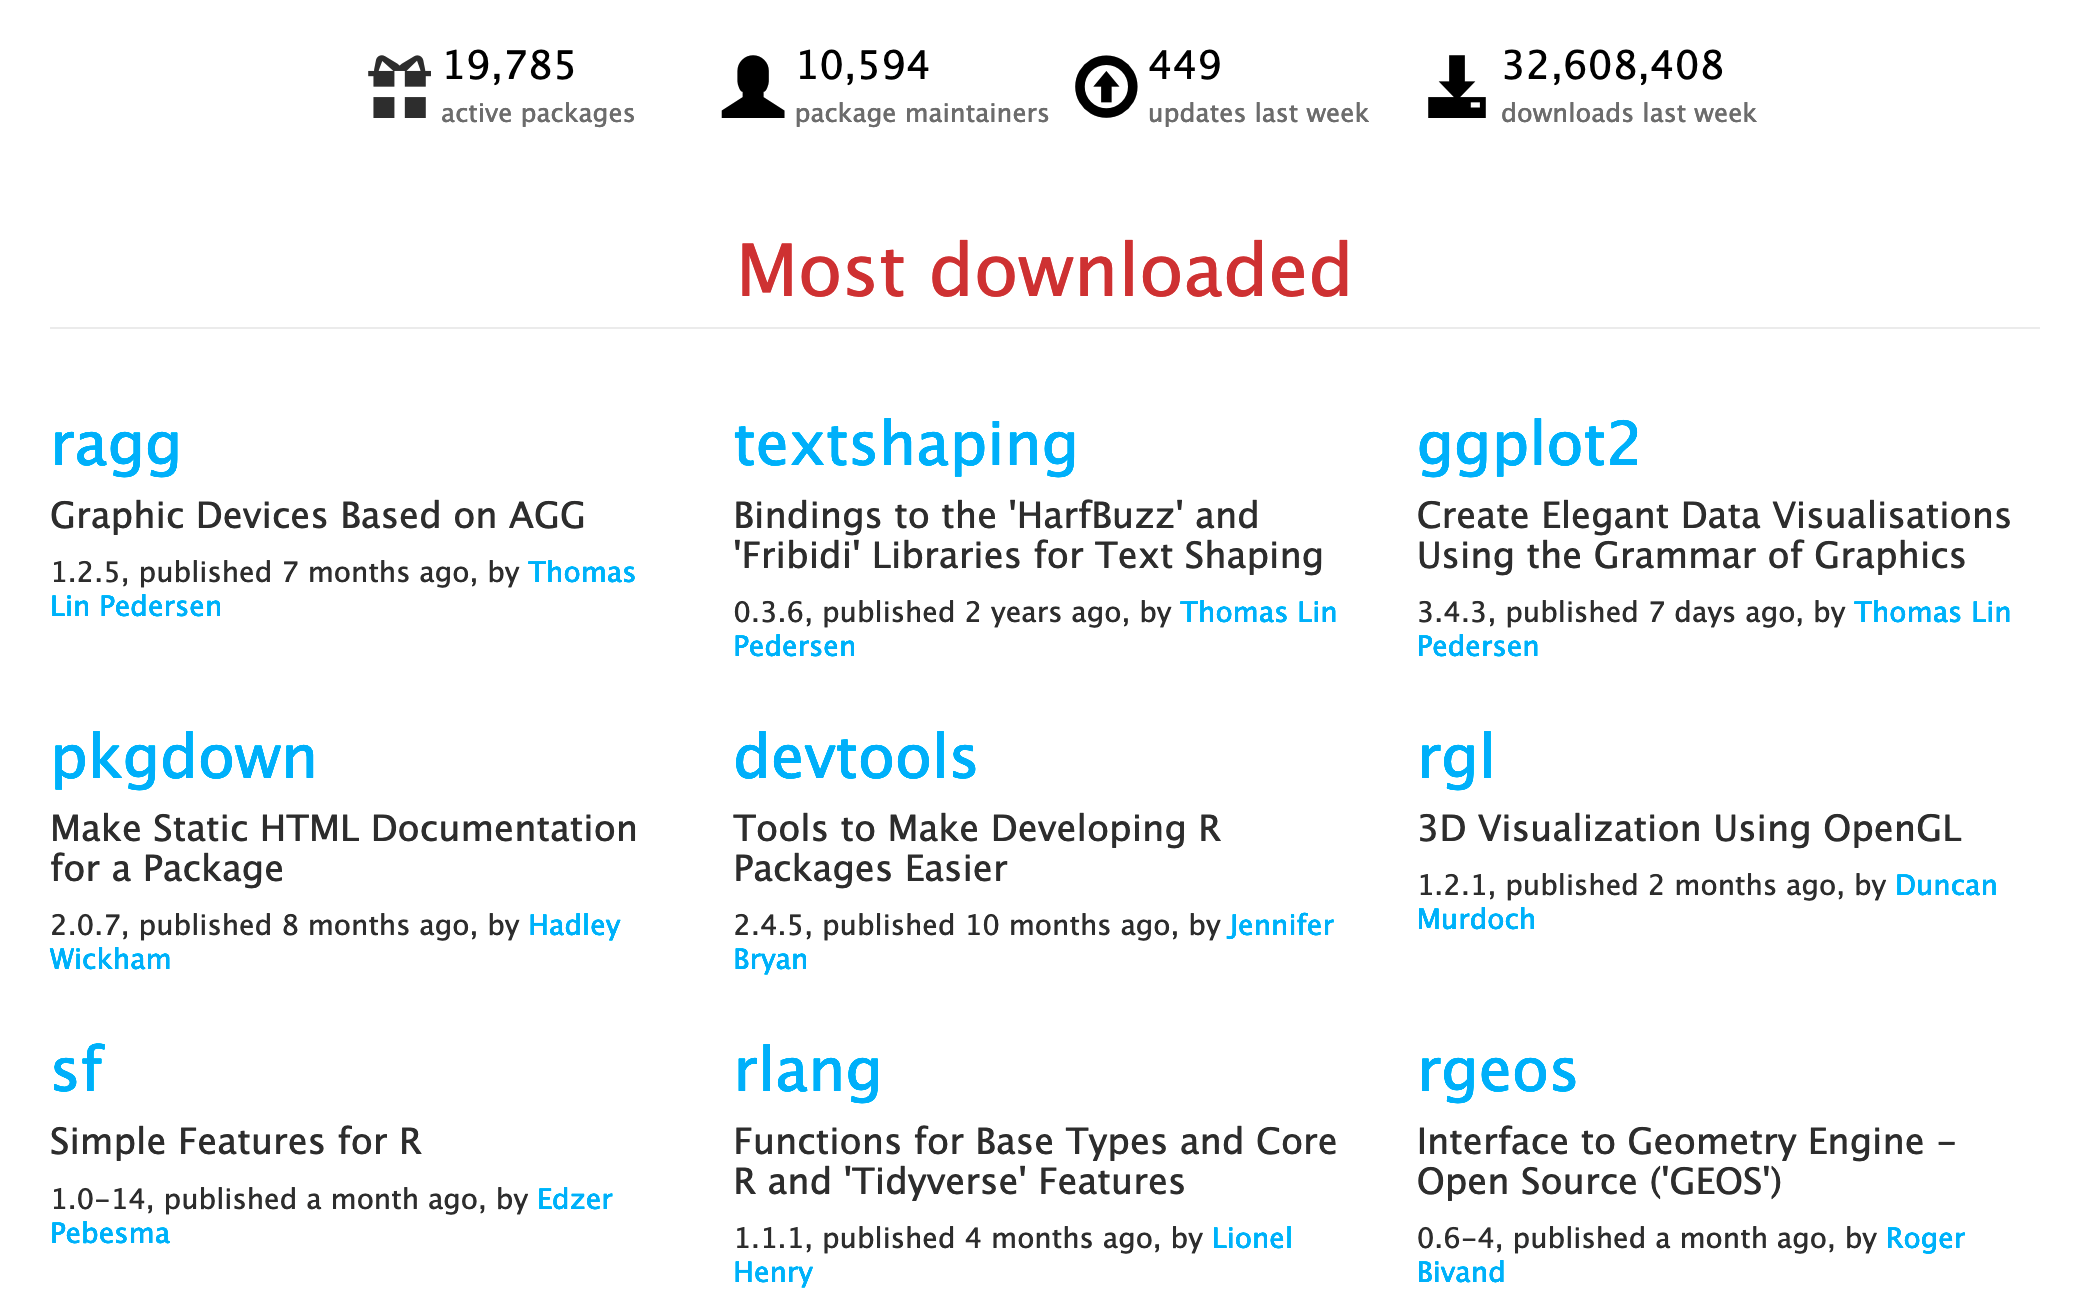 19,785
active packages
10,594
package maintainers
449
updates last week
32,608,408
downloads last week
Most downloaded
ragg
Graphic Devices Based on AGG
1.2.5, published 7 months ago, by Thomas
Lin Pedersen
textshaping
Bindings to the 'HarfBuzz' and
'Fribidi' Libraries for Text Shaping
0.3.6, published 2 years ago, by Thomas Lin
Pedersen
ggplot2
Create Elegant Data Visualisations
Using the Grammar of Graphics
3.4.3, published 7 days ago, by Thomas Lin
Pedersen
pkgdown
Make Static HTML Documentation
for a Package
2.0.7, published 8 months ago, by Hadley
Wickham
devtools
Tools to Make Developing R
Packages Easier
2.4.5, published 10 months ago, by Jennifer
Bryan
rgl
3D Visualization Using OpenGL
1.2.1, published 2 months ago, by Duncan
Murdoch
sf
Simple Features for R
1.0-14, published a month ago, by Edzer
Pebesma
rlang
Functions for Base Types and Core
R and 'Tidyverse' Features
1.1.1, published 4 months ago, by Lionel
Henry
rgeos
Interface to Geometry Engine -
Open Source ('GEOS')
0.6-4, published a month ago, by Roger
Bivand